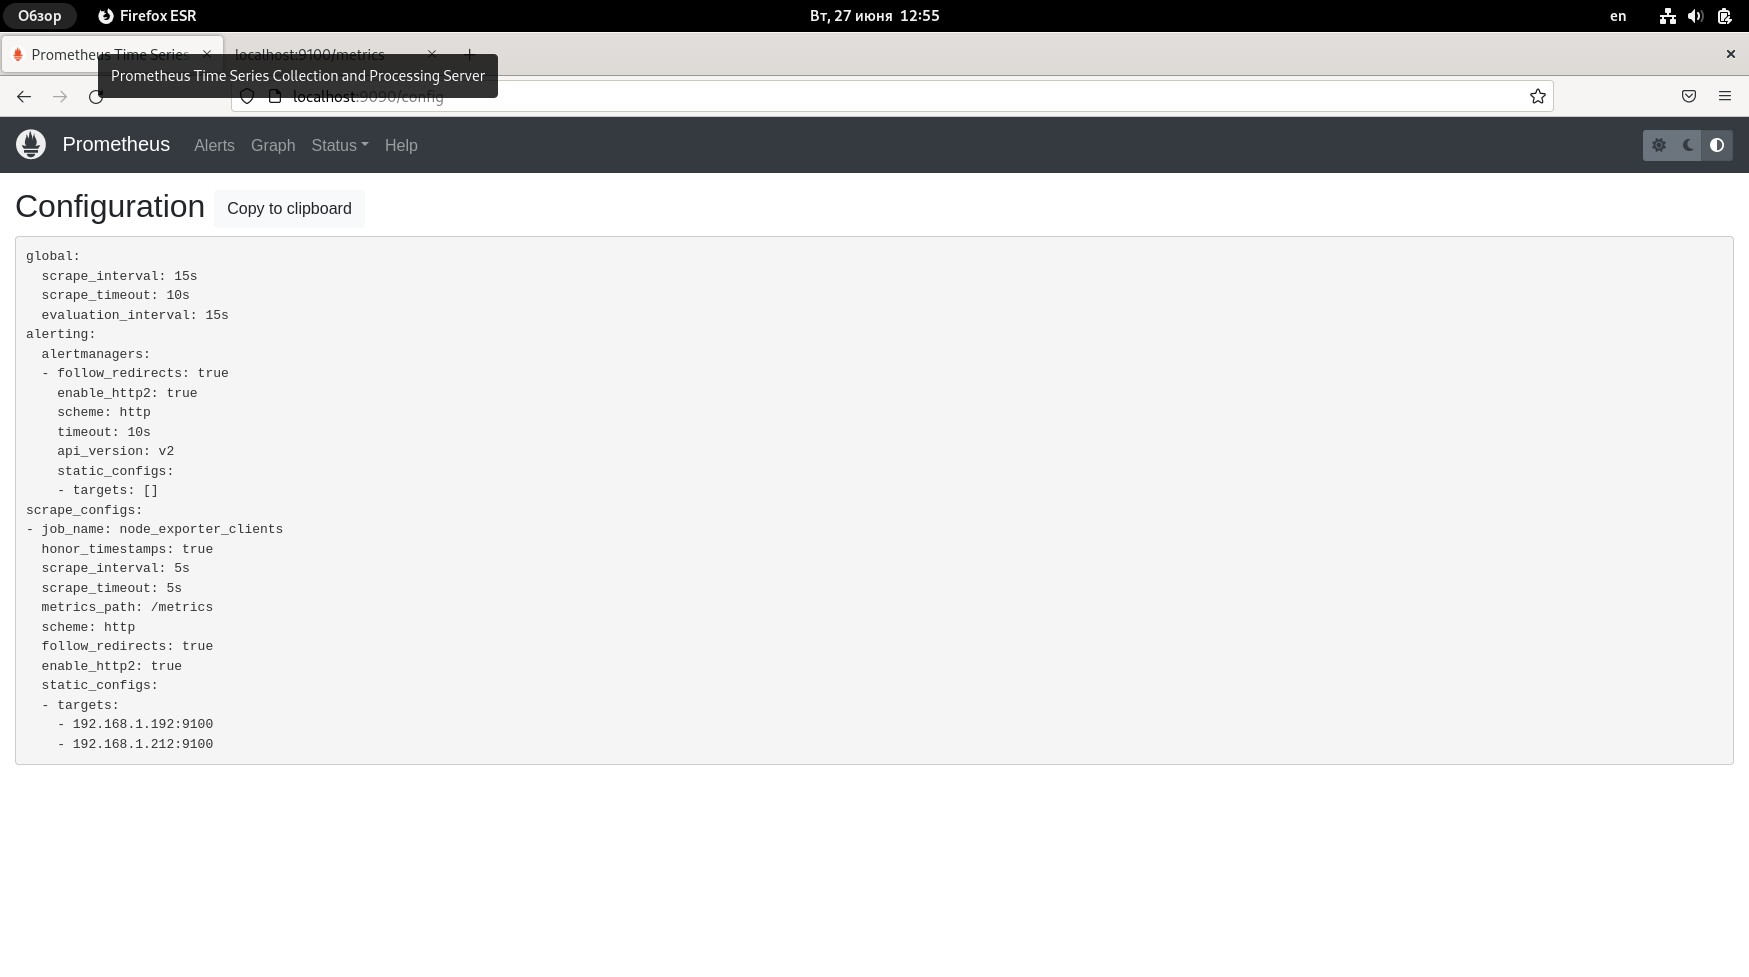 Обзор Firefox ESR Вт, 27 июня 12:55 en
Prometheus Time Series localhost:9100/metrics
Prometheus Time Series Collection and Processing Server
localhost:9090/config
Prometheus Alerts Graph Status Help
Configuration Copy to clipboard
global:
  scrape_interval: 15s
  scrape_timeout: 10s
  evaluation_interval: 15s
alerting:
  alertmanagers:
  - follow_redirects: true
    enable_http2: true
    scheme: http
    timeout: 10s
    api_version: v2
    static_configs:
    - targets: []
scrape_configs:
- job_name: node_exporter_clients
  honor_timestamps: true
  scrape_interval: 5s
  scrape_timeout: 5s
  metrics_path: /metrics
  scheme: http
  follow_redirects: true
  enable_http2: true
  static_configs:
  - targets:
    - 192.168.1.192:9100
    - 192.168.1.212:9100